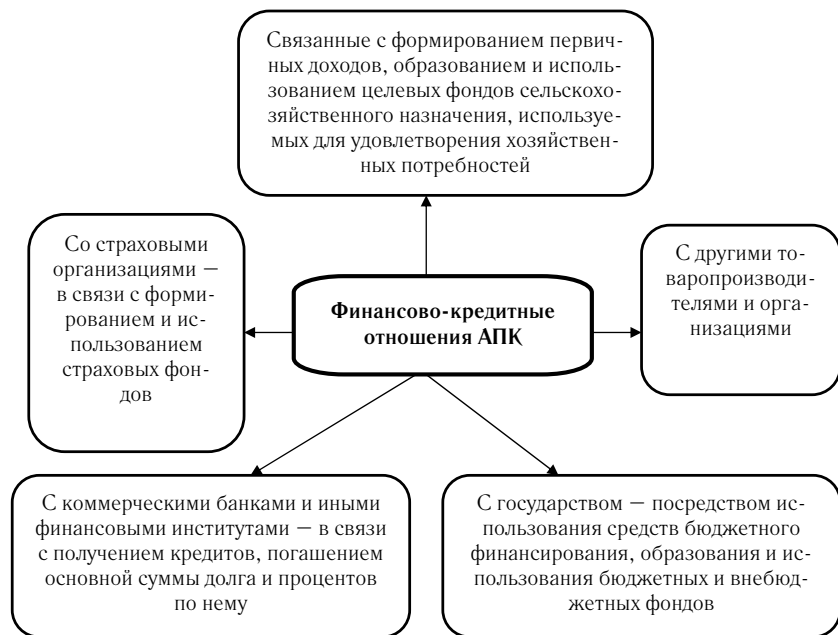 Связанные с формированием первич-
ных доходов, образованием и исполь-
зованием целевых фондов сельскохо-
зяйственного назначения, используе-
мых для удовлетворения хозяйствен-
ных потребностей
Со страховыми
организациями —
в связи с форми-
рованием и ис-
пользованием
страховых фон-
дов
Финансово-кредитные
отношения АПК
С другими то-
варопроизводи-
телями и орга-
низациями
С коммерческими банками и иными
финансовыми институтами — в связи
с получением кредитов, погашением
основной суммы долга и процентов
по нему
С государством — посредством ис-
пользования средств бюджетного
финансирования, образования и ис-
пользования бюджетных и внебюд-
жетных фондов